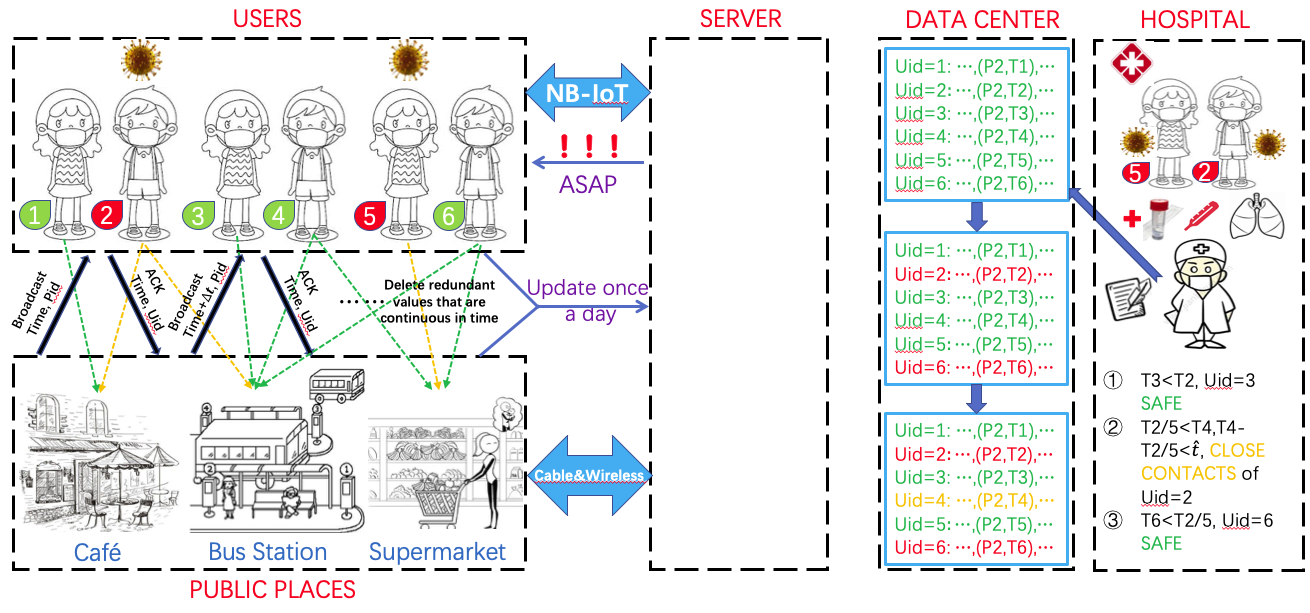 USERS
SERVER
DATA CENTER
HOSPITAL
NB-IoT
! ! !
ASAP
1
2
3
4
5
6
Broadcast
Time, Pid
ACK
Time, Uid
Broadcast
Time+Δt, Pid
ACK
Time, Uid
........
Delete redundant
values that are
continuous in time
Update once
a day
Cable&Wireless
4
3
2
1
Café
Bus Station
Supermarket
PUBLIC PLACES
Uid=1: ···,(P2,T1),···
Uid=2: ···,(P2,T2),···
Uid=3: ···,(P2,T3),···
Uid=4: ···,(P2,T4),···
Uid=5: ···,(P2,T5),···
Uid=6: ···,(P2,T6),···
Uid=1: ···,(P2,T1),···
Uid=2: ···,(P2,T2),···
Uid=3: ···,(P2,T3),···
Uid=4: ···,(P2,T4),···
Uid=5: ···,(P2,T5),···
Uid=6: ···,(P2,T6),···
Uid=1: ···,(P2,T1),···
Uid=2: ···,(P2,T2),···
Uid=3: ···,(P2,T3),···
Uid=4: ···,(P2,T4),···
Uid=5: ···,(P2,T5),···
Uid=6: ···,(P2,T6),···
5
2
① T3<T2, Uid=3
SAFE
② T2/5<T4,T4-
T2/5<t̂, CLOSE
CONTACTS of
Uid=2
③ T6<T2/5, Uid=6
SAFE